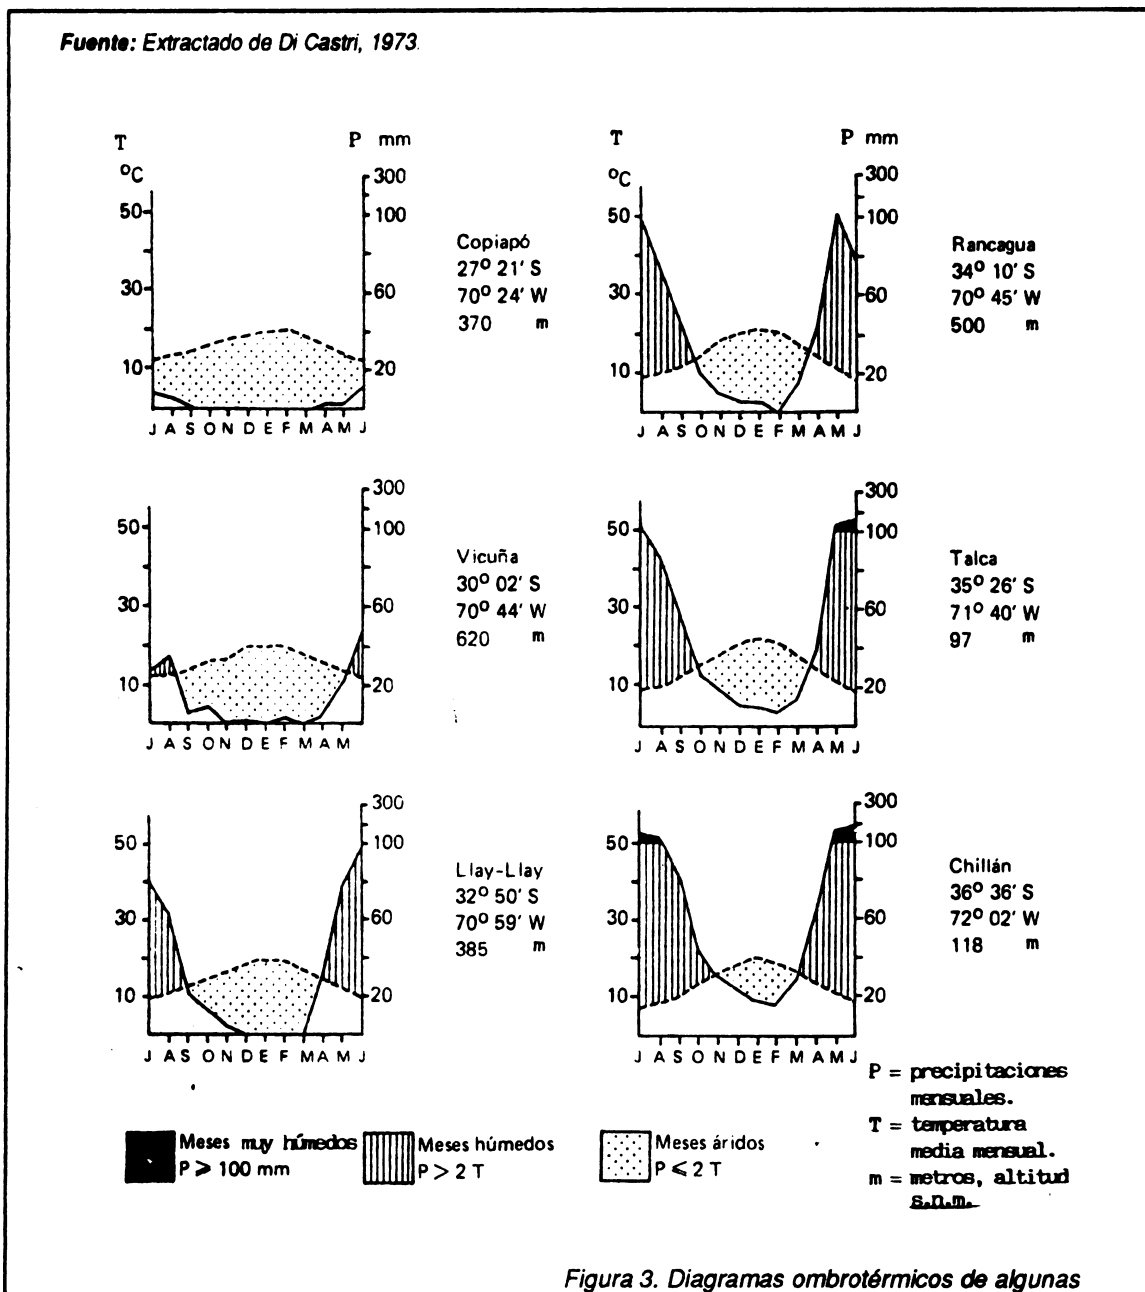 Fuente: Extractado de Di Castri, 1973.
T P mm
°C
300
100
60
20
50
30
10
J A S O N D E F M A M J
Copiapó
27° 21' S
70° 24' W
370 m
T P mm
°C
300
100
60
20
50
30
10
J A S O N D E F M A M J
Rancagua
34° 10' S
70° 45' W
500 m
300
100
60
20
50
30
10
J A S O N D E F M A M J
Vicuña
30° 02' S
70° 44' W
620 m
300
100
60
20
50
30
10
J A S O N D E F M A M J
Talca
35° 26' S
71° 40' W
97 m
300
100
60
20
50
30
10
J A S O N D E F M A M J
Llay-Llay
32° 50' S
70° 59' W
385 m
300
100
60
20
50
30
10
J A S O N D E F M A M J
Chillán
36° 36' S
72° 02' W
118 m
P = precipitaciones
mensuales.
T = temperatura
media mensual.
m = metros, altitud
s.n.m.
Meses muy húmedos
P ⩾ 100 mm
Meses húmedos
P > 2 T
Meses áridos
P ⩽ 2 T
Figura 3. Diagramas ombrotérmicos de algunas